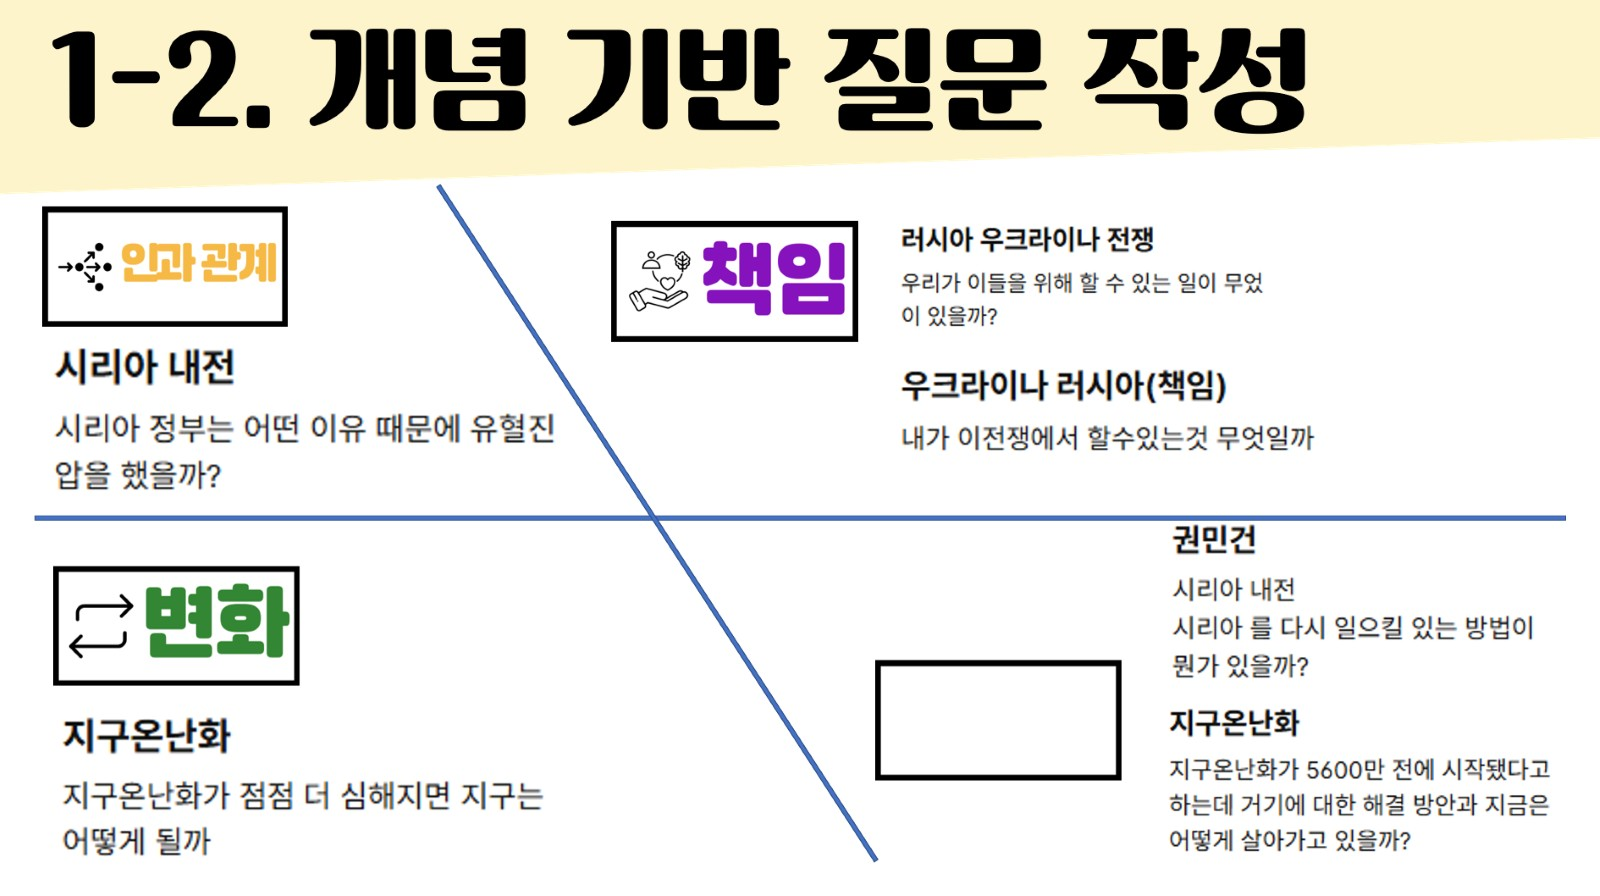 1-2. 개념 기반 질문 작성
인과 관계
시리아 내전
시리아 정부는 어떤 이유 때문에 유혈진
압을 했을까?
책임
러시아 우크라이나 전쟁
우리가 이들을 위해 할 수 있는 일이 무엇
이 있을까?
우크라이나 러시아(책임)
내가 이전쟁에서 할수있는것 무엇일까
변화
지구온난화
지구온난화가 점점 더 심해지면 지구는
어떻게 될까
권민건
시리아 내전
시리아 를 다시 일으킬 있는 방법이
뭔가 있을까?
지구온난화
지구온난화가 5600만 전에 시작됐다고
하는데 거기에 대한 해결 방안과 지금은
어떻게 살아가고 있을까?